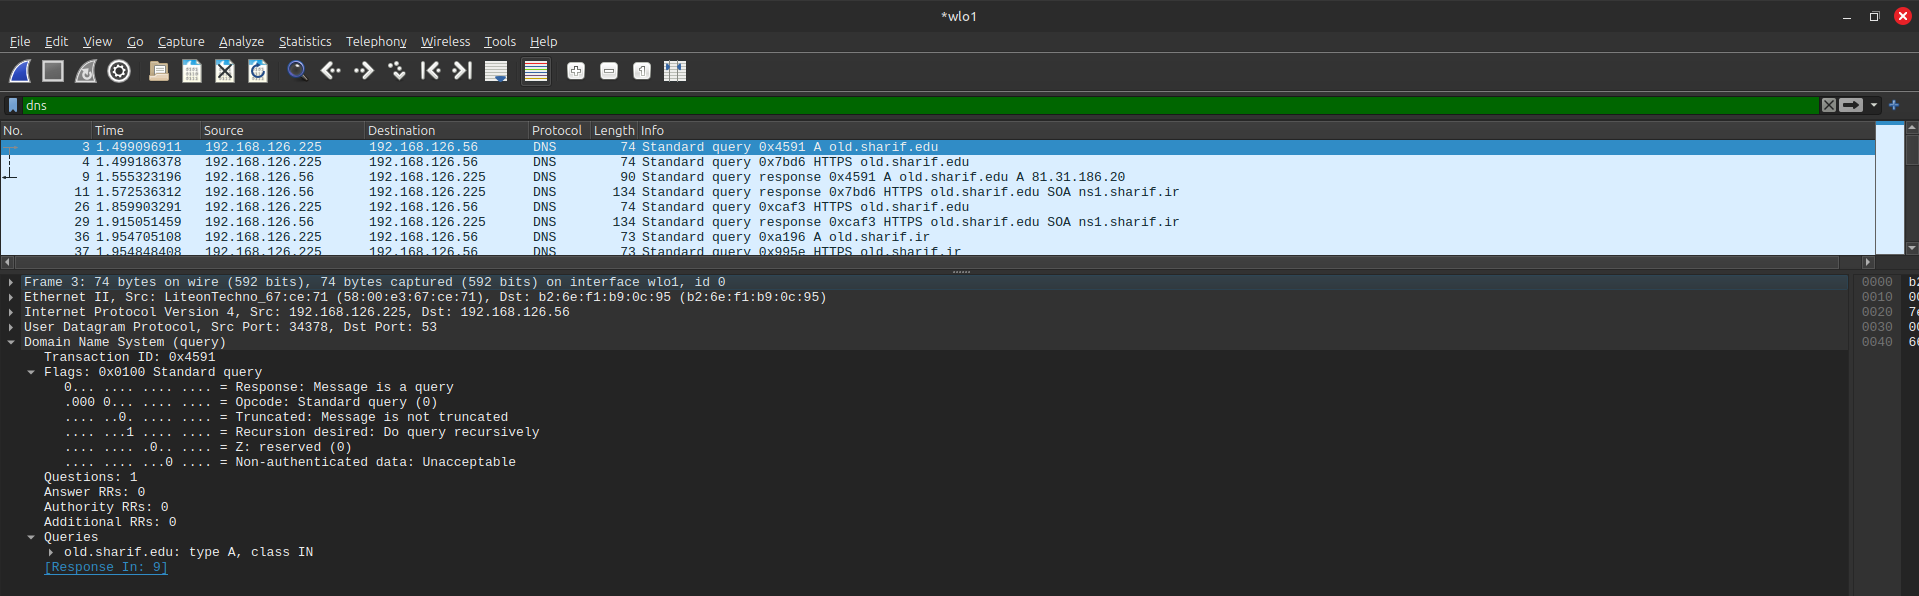 *wlo1
File Edit View Go Capture Analyze Statistics Telephony Wireless Tools Help
dns
No. Time Source Destination Protocol Length Info
3 1.499096911 192.168.126.225 192.168.126.56 DNS 74 Standard query 0x4591 A old.sharif.edu
4 1.499186378 192.168.126.225 192.168.126.56 DNS 74 Standard query 0x7bd6 HTTPS old.sharif.edu
9 1.555323196 192.168.126.56 192.168.126.225 DNS 90 Standard query response 0x4591 A old.sharif.edu A 81.31.186.20
11 1.572536312 192.168.126.56 192.168.126.225 DNS 134 Standard query response 0x7bd6 HTTPS old.sharif.edu SOA ns1.sharif.ir
26 1.859903291 192.168.126.225 192.168.126.56 DNS 74 Standard query 0xcaf3 HTTPS old.sharif.edu
29 1.915051459 192.168.126.56 192.168.126.225 DNS 134 Standard query response 0xcaf3 HTTPS old.sharif.edu SOA ns1.sharif.ir
36 1.954705108 192.168.126.225 192.168.126.56 DNS 73 Standard query 0xa196 A old.sharif.ir
37 1.954848408 192.168.126.225 192.168.126.56 DNS 73 Standard query 0x995e HTTPS old.sharif.ir
Frame 3: 74 bytes on wire (592 bits), 74 bytes captured (592 bits) on interface wlo1, id 0
Ethernet II, Src: LiteonTechno_67:ce:71 (58:00:e3:67:ce:71), Dst: b2:6e:f1:b9:0c:95 (b2:6e:f1:b9:0c:95)
Internet Protocol Version 4, Src: 192.168.126.225, Dst: 192.168.126.56
User Datagram Protocol, Src Port: 34378, Dst Port: 53
Domain Name System (query)
Transaction ID: 0x4591
Flags: 0x0100 Standard query
0... .... .... .... = Response: Message is a query
.000 0... .... .... = Opcode: Standard query (0)
.... ..0. .... .... = Truncated: Message is not truncated
.... ...1 .... .... = Recursion desired: Do query recursively
.... .... .0.. .... = Z: reserved (0)
.... .... ...0 .... = Non-authenticated data: Unacceptable
Questions: 1
Answer RRs: 0
Authority RRs: 0
Additional RRs: 0
Queries
old.sharif.edu: type A, class IN
[Response In: 9]
0000 b2
0010 00
0020 7e
0030 00
0040 66